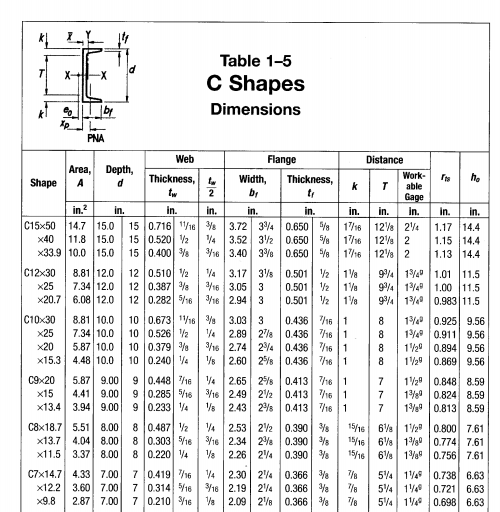 k x̄ Y tf
T X X d
k eo bf
xp
PNA
Table 1–5
C Shapes
Dimensions
Shape Area, A Depth, d Web Flange Distance rts ho
Thickness, tw tw/2 Width, bf Thickness, tf k T Workable Gage
in.² in. in. in. in. in. in. in. in. in. in.
C15×50 14.7 15.0 15 0.716 11/16 3/8 3.72 3 3/4 0.650 5/8 1 7/16 12 1/8 2 1/4 1.17 14.4
×40 11.8 15.0 15 0.520 1/2 1/4 3.52 3 1/2 0.650 5/8 1 7/16 12 1/8 2 1.15 14.4
×33.9 10.0 15.0 15 0.400 3/8 3/16 3.40 3 3/8 0.650 5/8 1 7/16 12 1/8 2 1.13 14.4
C12×30 8.81 12.0 12 0.510 1/2 1/4 3.17 3 1/8 0.501 1/2 1 1/8 9 3/4 1 3/4 g 1.01 11.5
×25 7.34 12.0 12 0.387 3/8 3/16 3.05 3 0.501 1/2 1 1/8 9 3/4 1 3/4 g 1.00 11.5
×20.7 6.08 12.0 12 0.282 5/16 3/16 2.94 3 0.501 1/2 1 1/8 9 3/4 1 3/4 g 0.983 11.5
C10×30 8.81 10.0 10 0.673 11/16 3/8 3.03 3 0.436 7/16 1 8 1 3/4 g 0.925 9.56
×25 7.34 10.0 10 0.526 1/2 1/4 2.89 2 7/8 0.436 7/16 1 8 1 3/4 g 0.911 9.56
×20 5.87 10.0 10 0.379 3/8 3/16 2.74 2 3/4 0.436 7/16 1 8 1 1/2 g 0.894 9.56
×15.3 4.48 10.0 10 0.240 1/4 1/8 2.60 2 5/8 0.436 7/16 1 8 1 1/2 g 0.869 9.56
C9×20 5.87 9.00 9 0.448 7/16 1/4 2.65 2 5/8 0.413 7/16 1 7 1 1/2 g 0.848 8.59
×15 4.41 9.00 9 0.285 5/16 3/16 2.49 2 1/2 0.413 7/16 1 7 1 3/8 g 0.824 8.59
×13.4 3.94 9.00 9 0.233 1/4 1/8 2.43 2 3/8 0.413 7/16 1 7 1 3/8 g 0.813 8.59
C8×18.7 5.51 8.00 8 0.487 1/2 1/4 2.53 2 1/2 0.390 3/8 15/16 6 1/8 1 1/2 g 0.800 7.61
×13.7 4.04 8.00 8 0.303 5/16 3/16 2.34 2 3/8 0.390 3/8 15/16 6 1/8 1 3/8 g 0.774 7.61
×11.5 3.37 8.00 8 0.220 1/4 1/8 2.26 2 1/4 0.390 3/8 15/16 6 1/8 1 3/8 g 0.756 7.61
C7×14.7 4.33 7.00 7 0.419 7/16 1/4 2.30 2 1/4 0.366 3/8 7/8 5 1/4 1 1/4 g 0.738 6.63
×12.2 3.60 7.00 7 0.314 5/16 3/16 2.19 2 1/4 0.366 3/8 7/8 5 1/4 1 1/4 g 0.721 6.63
×9.8 2.87 7.00 7 0.210 3/16 1/8 2.09 2 1/8 0.366 3/8 7/8 5 1/4 1 1/4 g 0.698 6.63